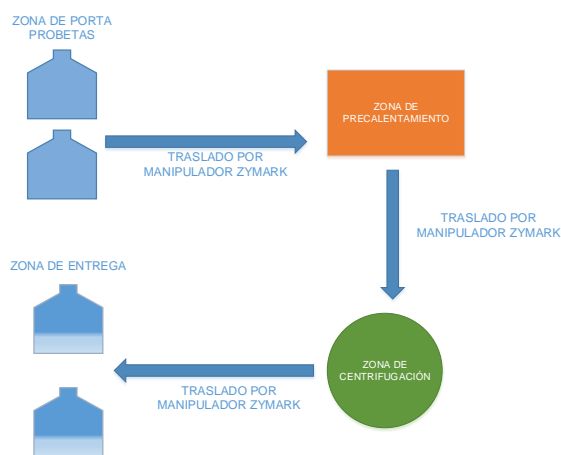 ZONA DE PORTA
PROBETAS
ZONA DE
PRECALENTAMIENTO
TRASLADO POR
MANIPULADOR ZYMARK
TRASLADO POR
MANIPULADOR ZYMARK
ZONA DE ENTREGA
ZONA DE
CENTRIFUGACIÓN
TRASLADO POR
MANIPULADOR ZYMARK